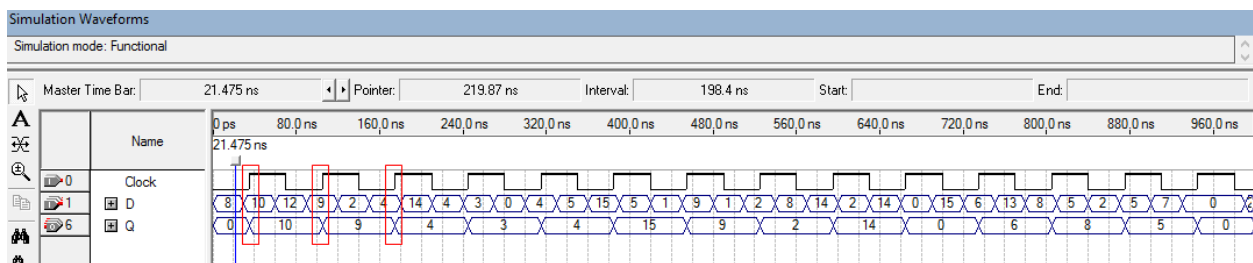 Simulation Waveforms
Simulation mode: Functional
Master Time Bar: 21.475 ns Pointer: 219.87 ns Interval: 198.4 ns Start: End:
A Name 0 ps 80.0 ns 160.0 ns 240.0 ns 320.0 ns 400.0 ns 480.0 ns 560.0 ns 640.0 ns 720.0 ns 800.0 ns 880.0 ns 960.0 ns
21.475 ns
0 Clock
1 D 8 10 12 9 2 4 14 4 3 0 4 5 15 5 1 9 1 2 8 14 2 14 0 15 6 13 8 5 2 5 7 0
6 Q 0 10 9 4 3 4 15 9 2 14 0 6 8 5 0